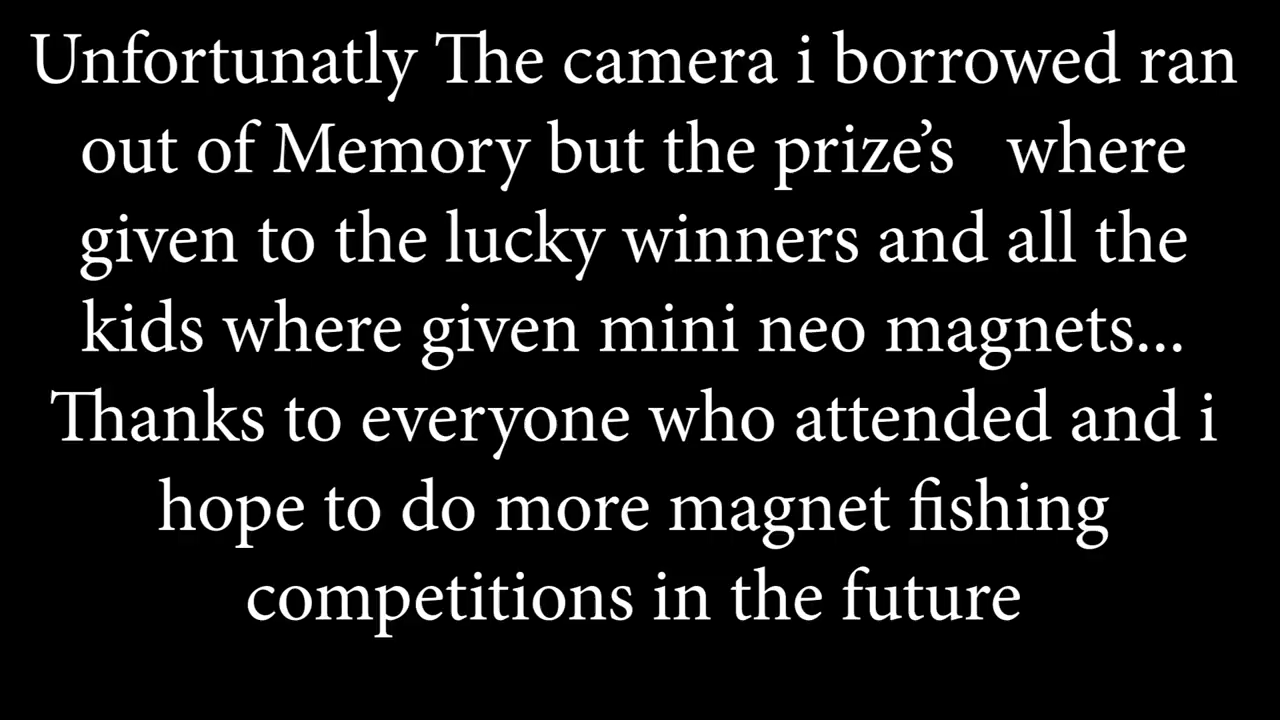 Unfortunatly The camera i borrowed ran
out of Memory but the prize’s where
given to the lucky winners and all the
kids where given mini neo magnets...
Thanks to everyone who attended and i
hope to do more magnet fishing
competitions in the future